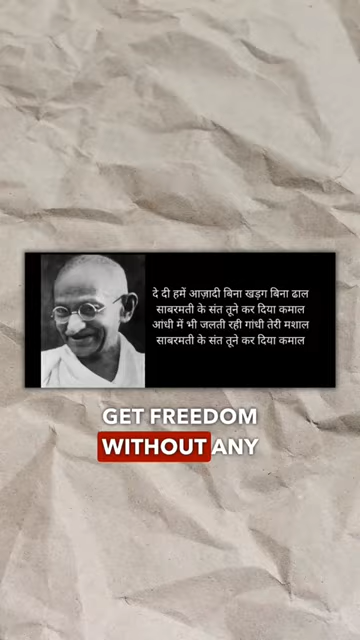 दे दी हमें आज़ादी बिना खड़ग बिना ढाल
साबरमती के संत तूने कर दिया कमाल
आंधी में भी जलती रही गांधी तेरी मशाल
साबरमती के संत तूने कर दिया कमाल
GET FREEDOM
WITHOUT ANY